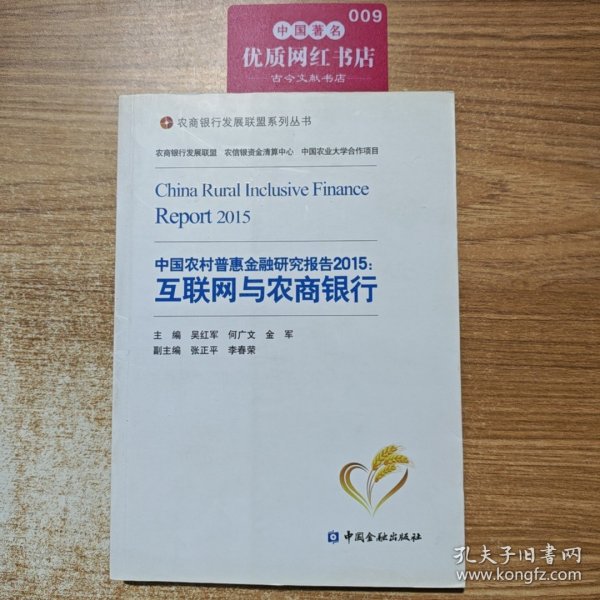 009
中国著名
优质网红书店
古今文献书店
农商银行发展联盟系列丛书
农商银行发展联盟 农信银资金清算中心 中国农业大学合作项目
China Rural Inclusive Finance
Report 2015
中国农村普惠金融研究报告2015：
互联网与农商银行
主 编 吴红军 何广文 金 军
副主编 张正平 李春荣
中国金融出版社
孔夫子旧书网
www.kongfz.com